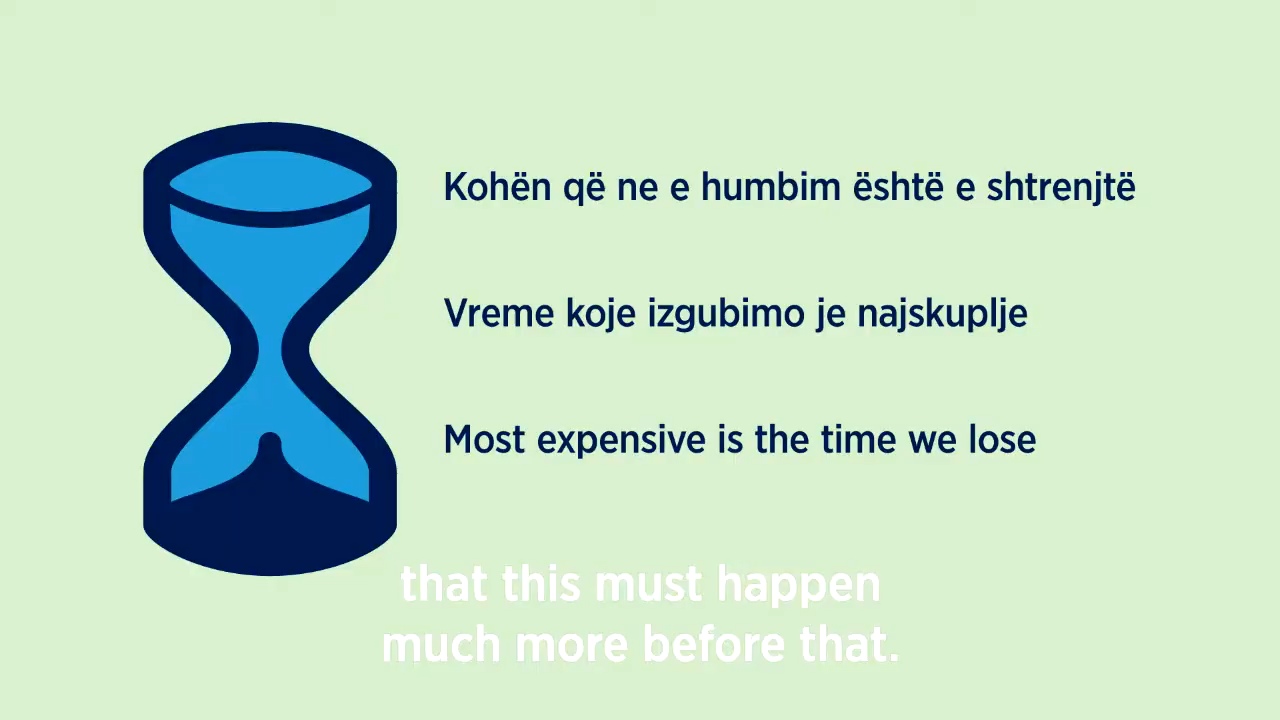 Kohën që ne e humbim është e shtrenjtë
Vreme koje izgubimo je najskuplje
Most expensive is the time we lose
that this must happen
much more before that.